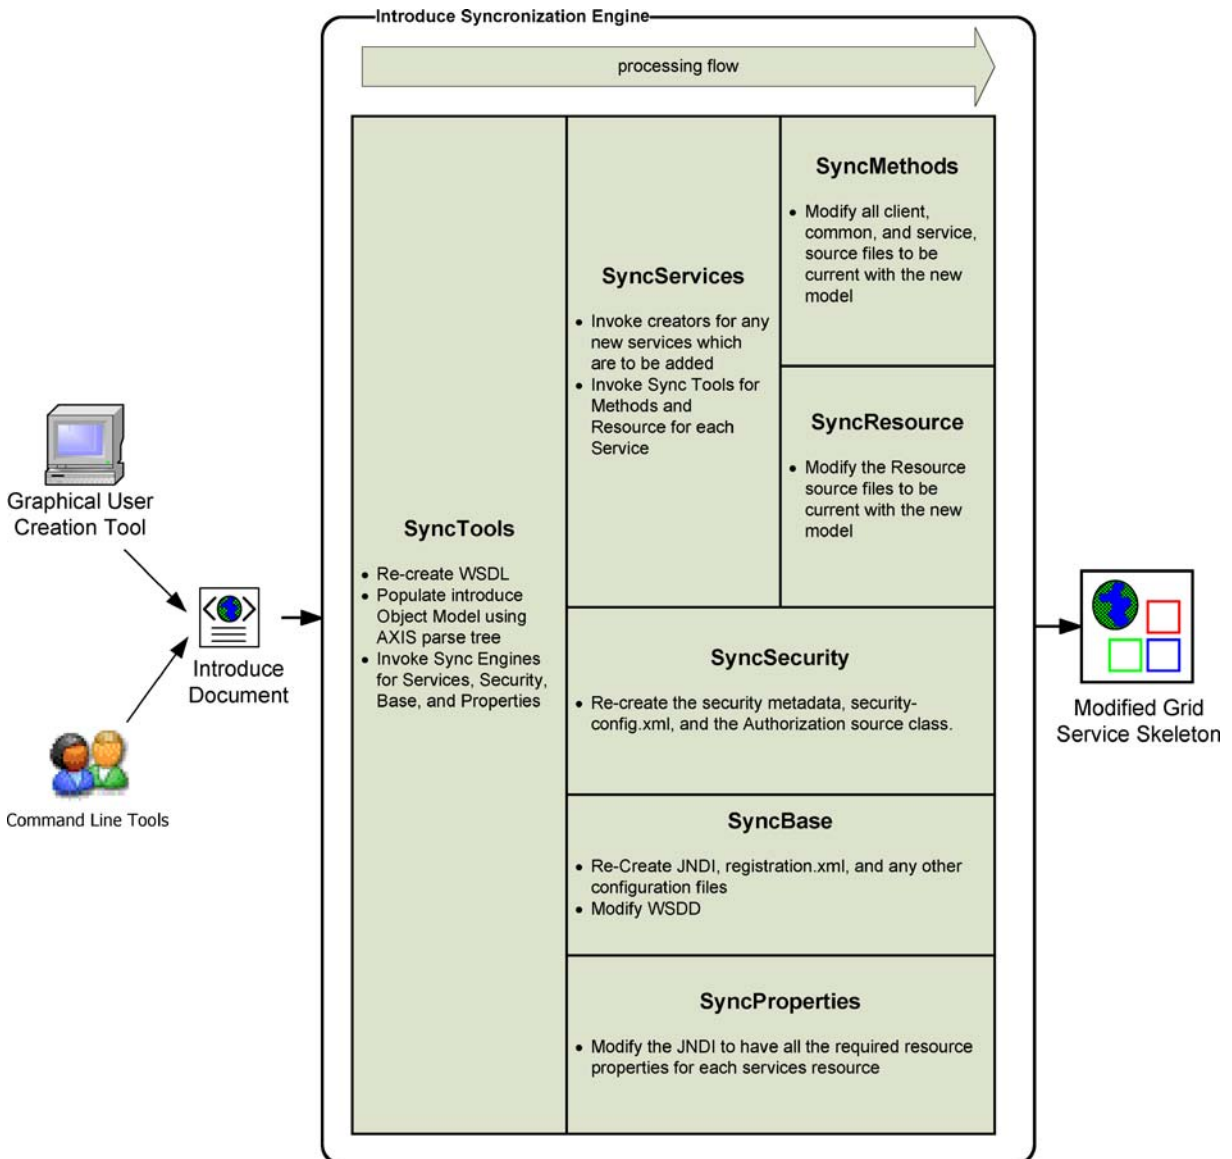 Introduce Syncronization Engine
processing flow
Graphical User
Creation Tool
Introduce
Document
Command Line Tools
SyncTools
• Re-create WSDL
• Populate introduce
Object Model using
AXIS parse tree
• Invoke Sync Engines
for Services, Security,
Base, and Properties
SyncServices
• Invoke creators for any
new services which
are to be added
• Invoke Sync Tools for
Methods and
Resource for each
Service
SyncMethods
• Modify all client,
common, and service,
source files to be
current with the new
model
SyncResource
• Modify the Resource
source files to be
current with the new
model
SyncSecurity
• Re-create the security metadata, security-
config.xml, and the Authorization source class.
SyncBase
• Re-Create JNDI, registration.xml, and any other
configuration files
• Modify WSDD
SyncProperties
• Modify the JNDI to have all the required resource
properties for each services resource
Modified Grid
Service Skeleton